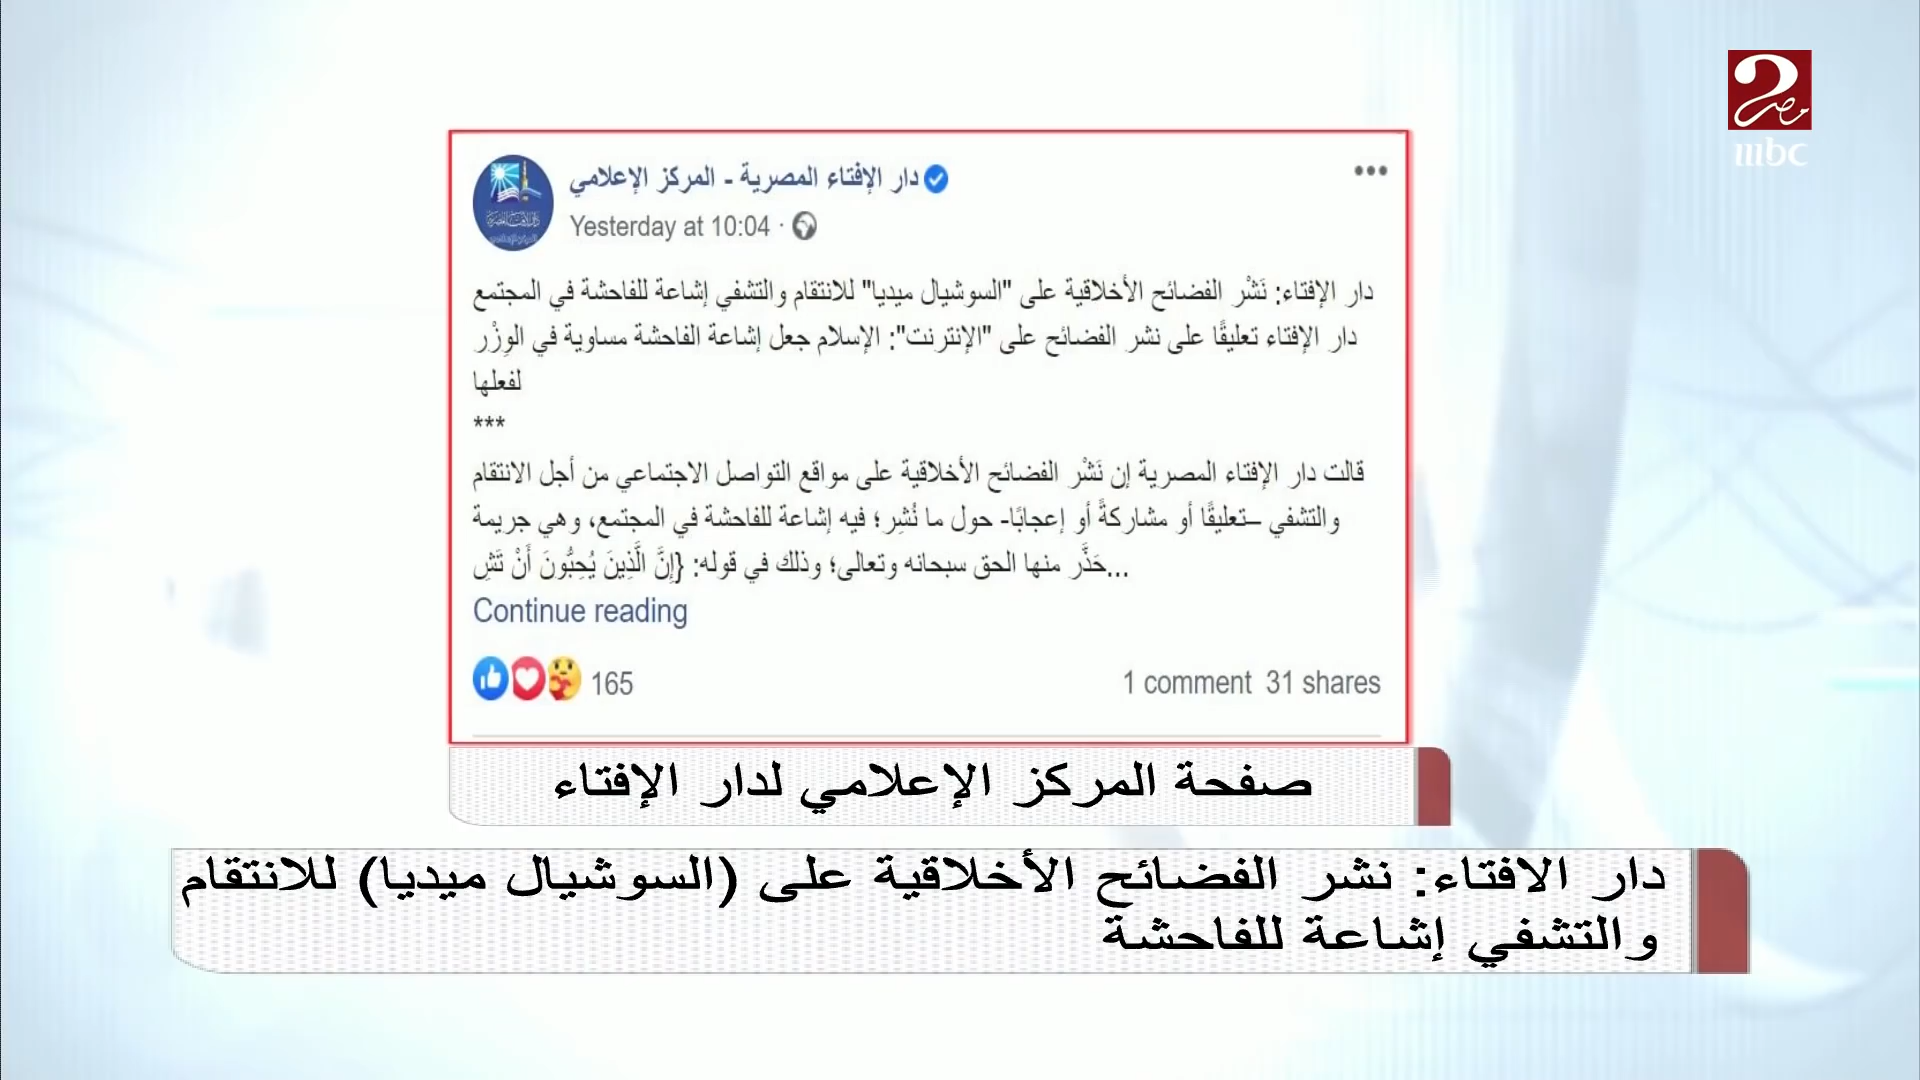 مصر
mbc
دار الإفتاء المصرية - المركز الإعلامي
Yesterday at 10:04 ·
دار الإفتاء: نَشْر الفضائح الأخلاقية على "السوشيال ميديا" للانتقام والتشفي إشاعة للفاحشة في المجتمع
دار الإفتاء تعليقًا على نشر الفضائح على "الإنترنت": الإسلام جعل إشاعة الفاحشة مساوية في الوِزْر
لفعلها
***
قالت دار الإفتاء المصرية إن نَشْر الفضائح الأخلاقية على مواقع التواصل الاجتماعي من أجل الانتقام
والتشفي –تعليقًا أو مشاركةً أو إعجابًا- حول ما نُشِر؛ فيه إشاعة للفاحشة في المجتمع، وهي جريمة
حَذَّر منها الحق سبحانه وتعالى؛ وذلك في قوله: {إِنَّ الَّذِينَ يُحِبُّونَ أَنْ تَشِ...
Continue reading
165
1 comment 31 shares
صفحة المركز الإعلامي لدار الإفتاء
دار الافتاء: نشر الفضائح الأخلاقية على (السوشيال ميديا) للانتقام
والتشفي إشاعة للفاحشة